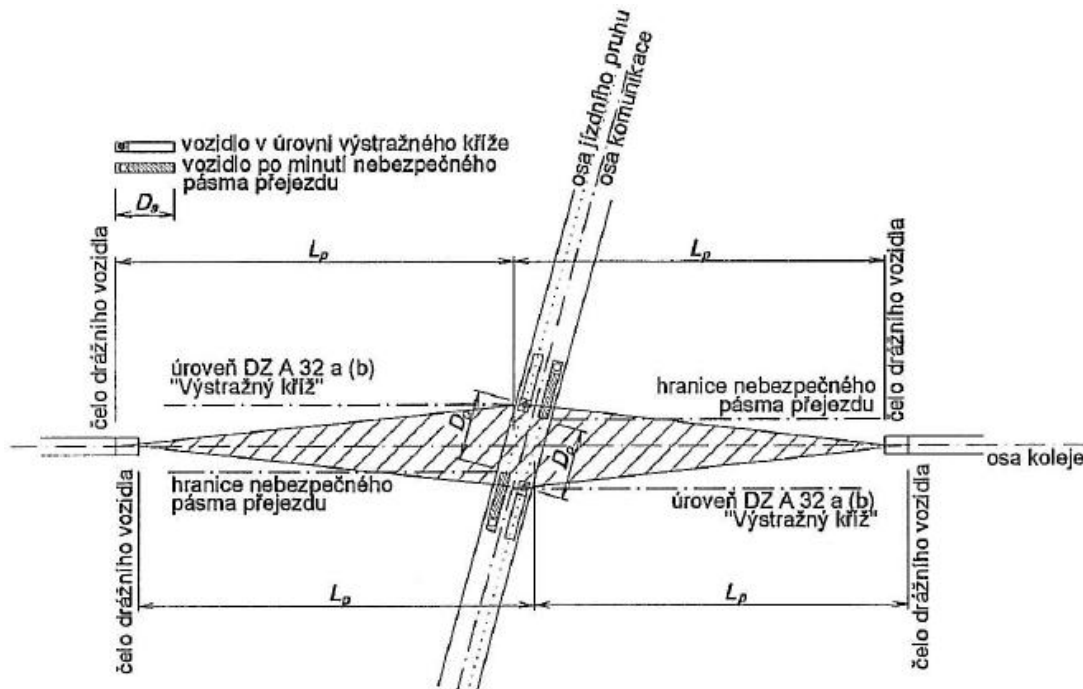 osa jízdního pruhu
osa komunikace
vozidlo v úrovni výstražného kříže
vozidlo po minutí nebezpečného
pásma přejezdu
Ds
čelo drážního vozidla
Lp
Lp
čelo drážního vozidla
úroveň DZ A 32 a (b)
"Výstražný kříž"
hranice nebezpečného
pásma přejezdu
Dp
Dp
osa koleje
hranice nebezpečného
pásma přejezdu
úroveň DZ A 32 a (b)
"Výstražný kříž"
čelo drážního vozidla
Lp
Lp
čelo drážního vozidla